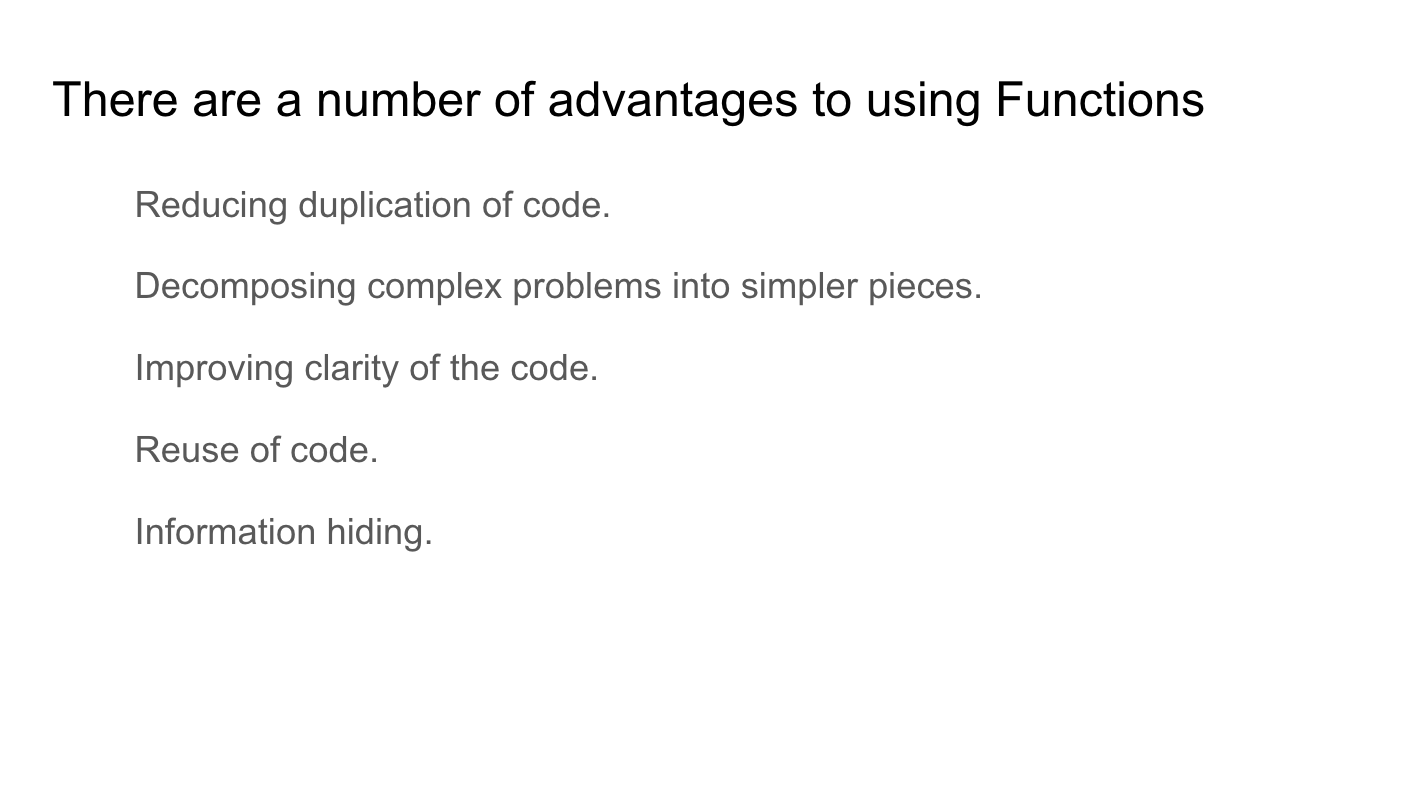 There are a number of advantages to using Functions
Reducing duplication of code.
Decomposing complex problems into simpler pieces.
Improving clarity of the code.
Reuse of code.
Information hiding.